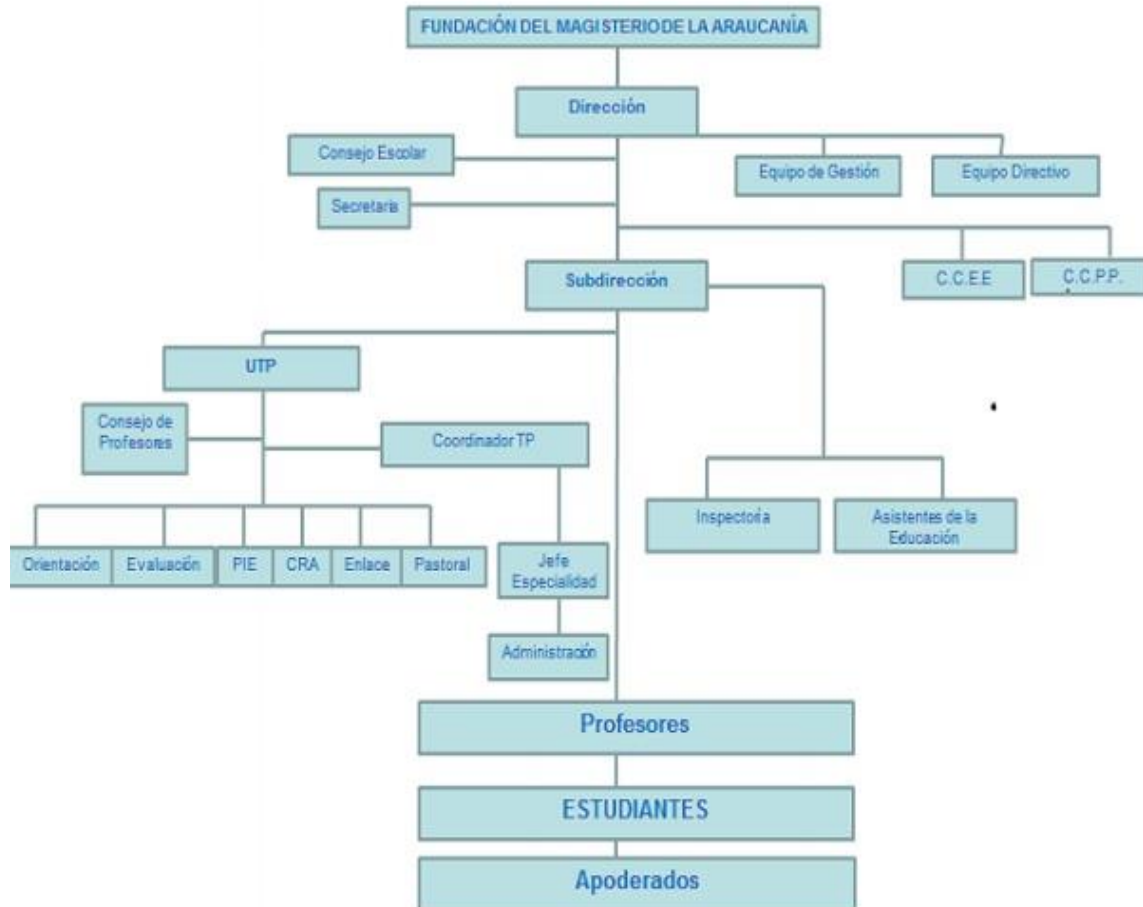 FUNDACIÓN DEL MAGISTERIO DE LA ARAUCANÍA
Dirección
Consejo Escolar
Equipo de Gestión
Equipo Directivo
Secretaria
Subdirección
C.C.E.E
C.C.P.P.
UTP
Consejo de
Profesores
Coordinador TP
Inspectoría
Asistentes de la
Educación
Orientación
Evaluación
PIE
CRA
Enlace
Pastoral
Jefe
Especialidad
Administración
Profesores
ESTUDIANTES
Apoderados